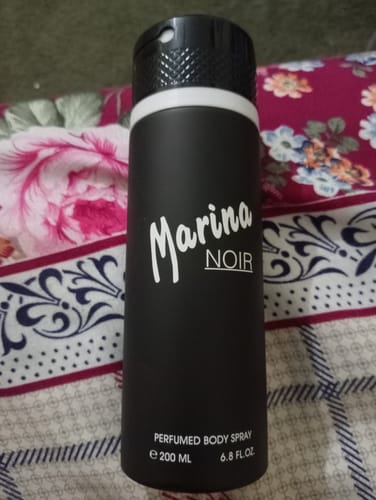 Marina
NOIR
PERFUMED BODY SPRAY
℮ 200 ML 6.8 FL.OZ.